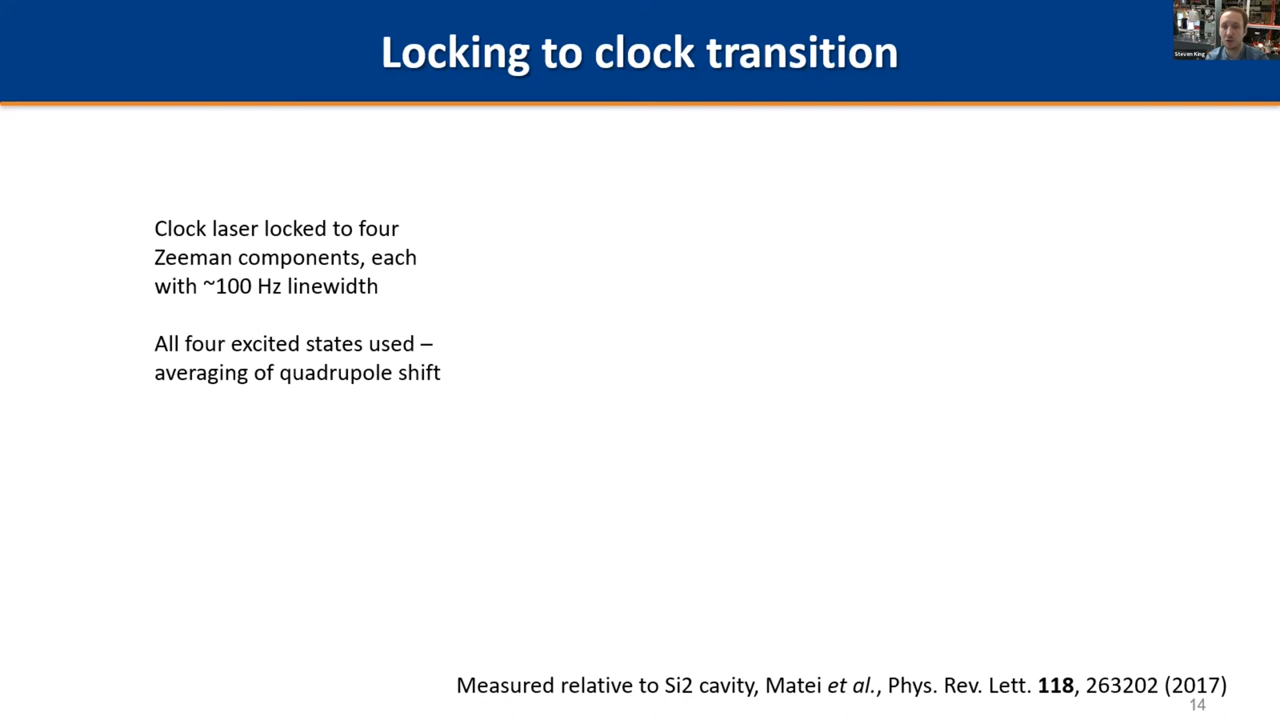 Locking to clock transition
Steven King
Clock laser locked to four
Zeeman components, each
with ~100 Hz linewidth
All four excited states used –
averaging of quadrupole shift
Measured relative to Si2 cavity, Matei et al., Phys. Rev. Lett. 118, 263202 (2017)
14